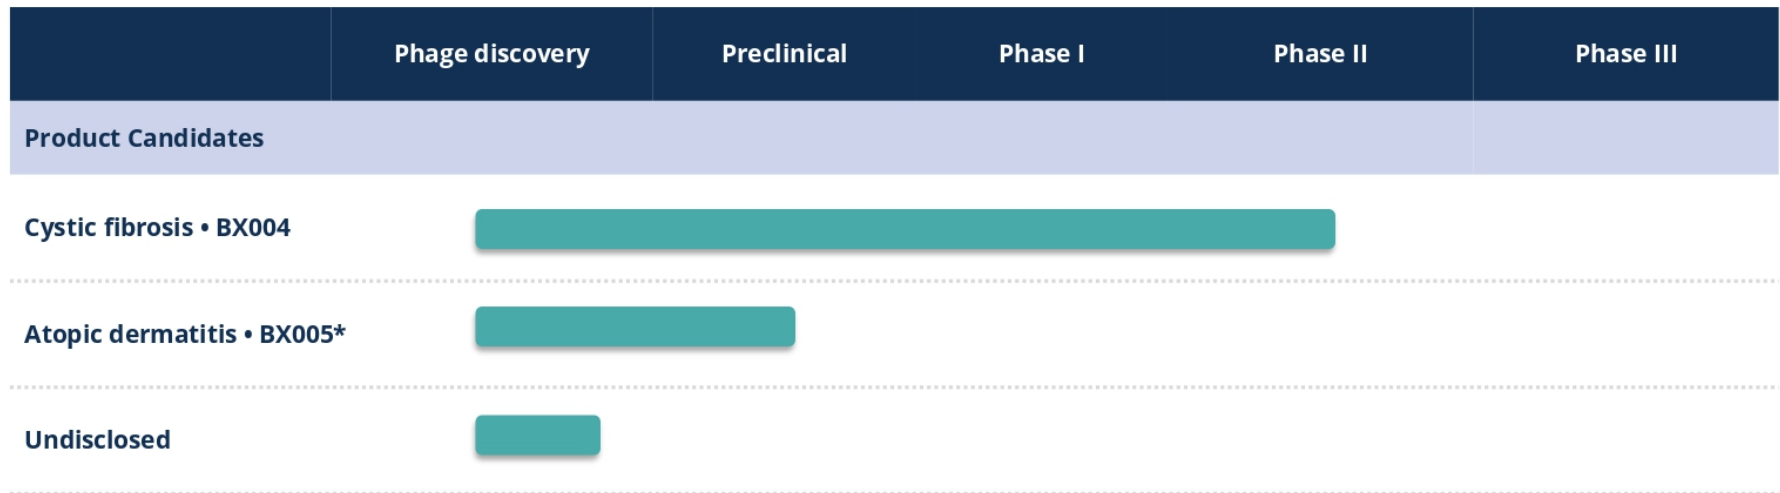 Phage discovery Preclinical Phase I Phase II Phase III
Product Candidates
Cystic fibrosis • BX004
Atopic dermatitis • BX005*
Undisclosed